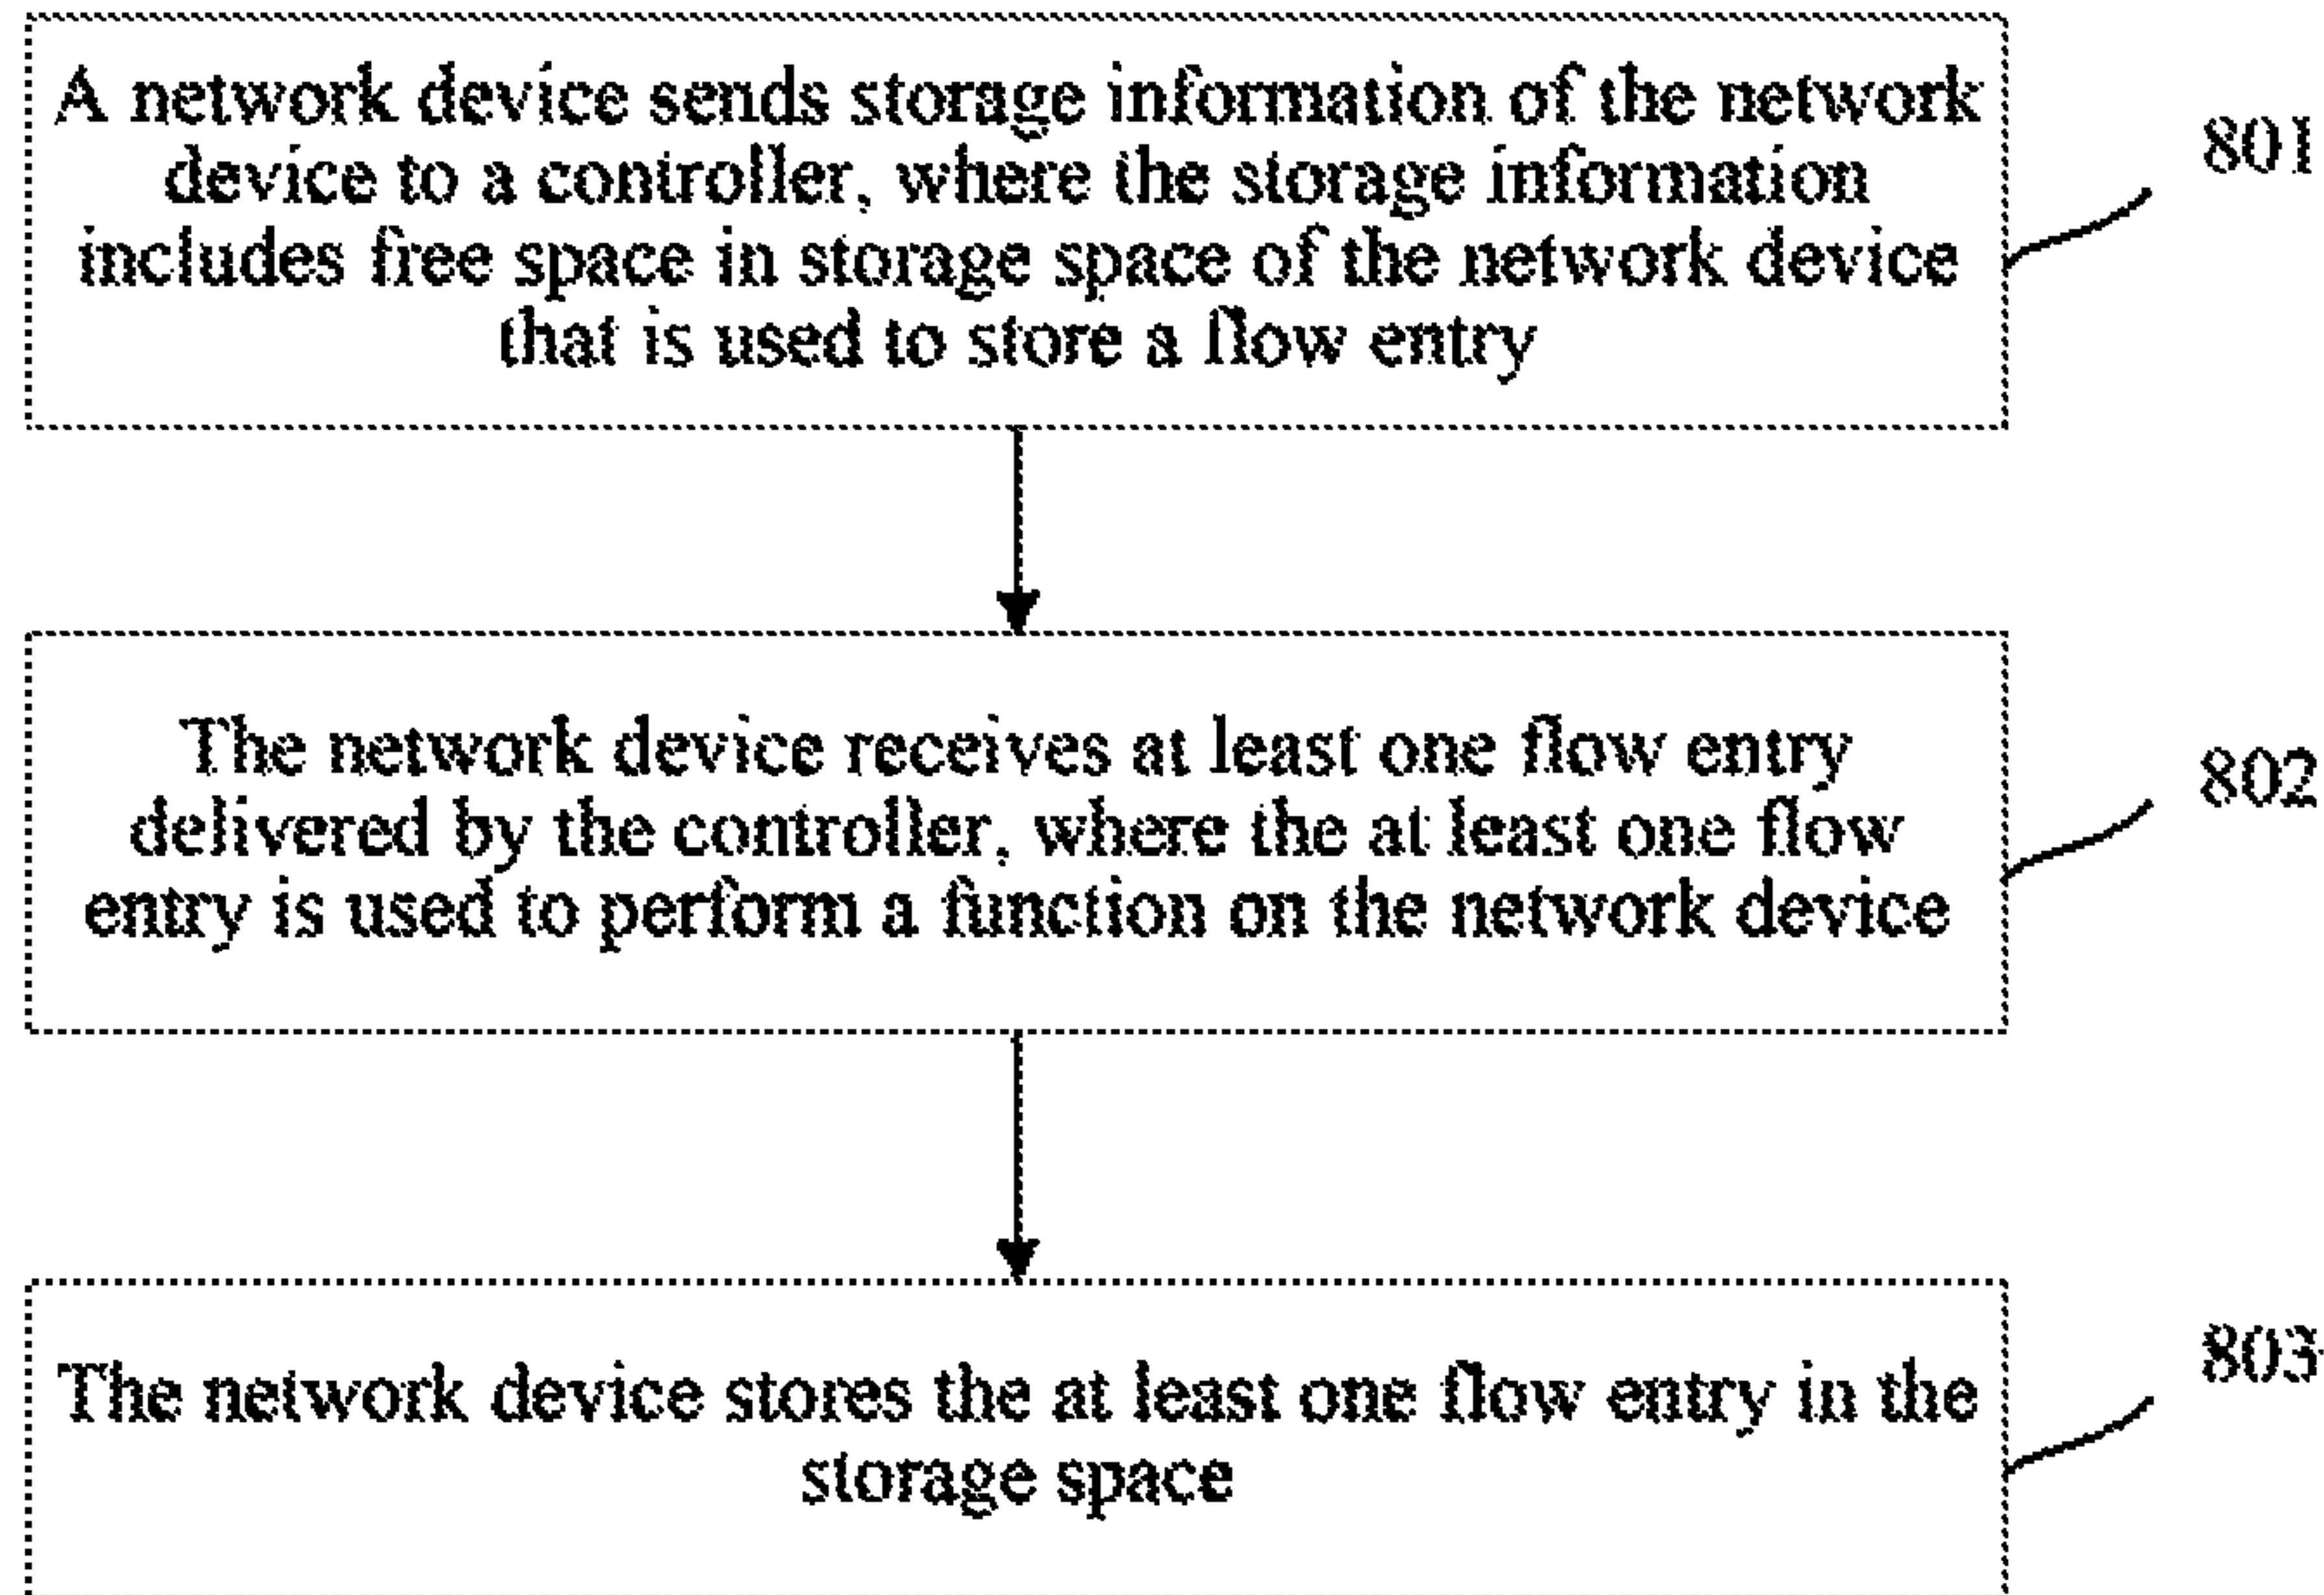 A network device sends storage information of the network
device to a controller, where the storage information
includes free space in storage space of the network device
that is used to store a flow entry
801
The network device receives at least one flow entry
delivered by the controller, where the at least one flow
entry is used to perform a function on the network device
802
The network device stores the at least one flow entry in the
storage space
803